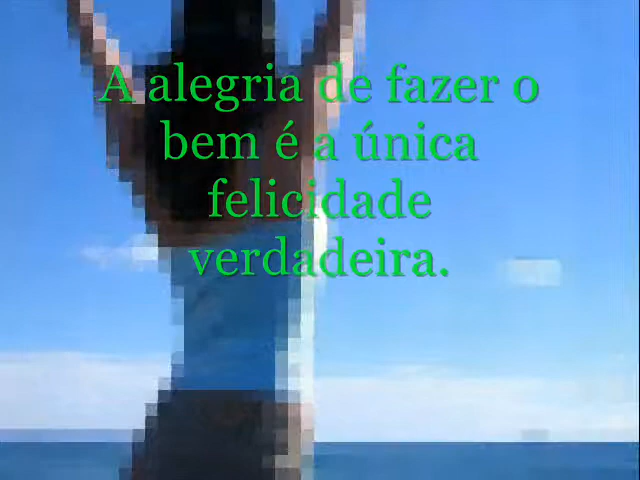 A alegria de fazer o
bem é a única
felicidade
verdadeira.